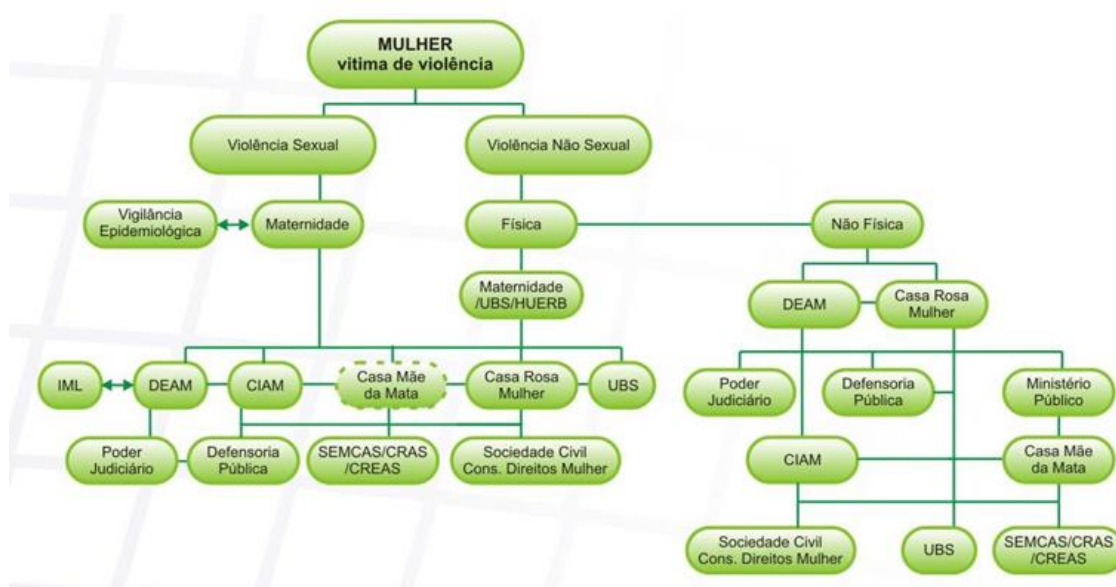 MULHER
vitima de violência
Violência Sexual
Violência Não Sexual
Vigilância
Epidemiológica
Maternidade
Física
Não Física
Maternidade
/UBS/HUERB
DEAM
Casa Rosa
Mulher
IML
DEAM
CIAM
Casa Mãe
da Mata
Casa Rosa
Mulher
UBS
Poder
Judiciário
Defensoria
Pública
Ministério
Público
Poder
Judiciário
Defensoria
Pública
SEMCAS/CRAS
/CREAS
Sociedade Civil
Cons. Direitos Mulher
CIAM
Casa Mãe
da Mata
Sociedade Civil
Cons. Direitos Mulher
UBS
SEMCAS/CRAS
/CREAS